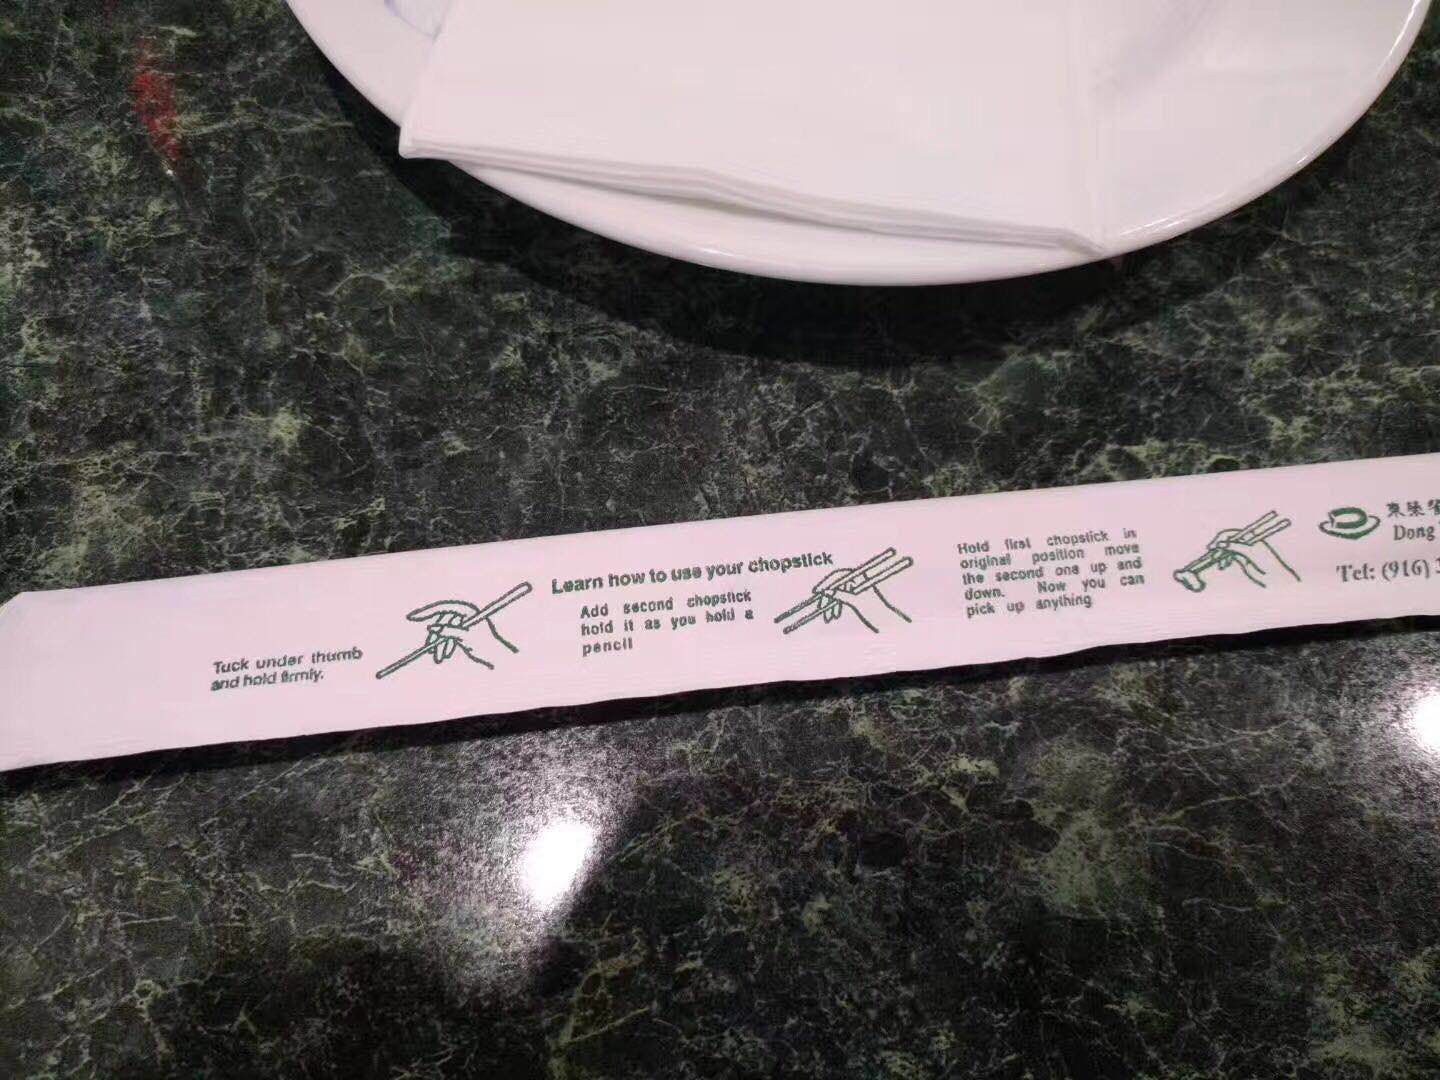 Learn how to use your chopstick
Tuck under thumb
and hold firmly.
Add second chopstick
hold it as you hold a
pencil
Hold first chopstick in
original position move
the second one up and
down. Now you can
pick up anything
Dong
Tel: (916)